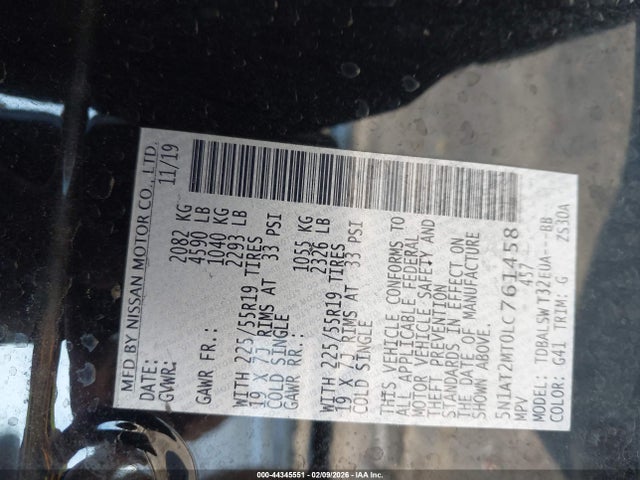 MFD BY NISSAN MOTOR CO., LTD.
DATE: 11/19
GVWR: 2082 KG
4590 LB
GAWR FR.: 1040 KG
2293 LB
WITH 225/55R19 TIRES
19 X 7J RIMS AT 33 PSI
COLD SINGLE
GAWR RR.: 1055 KG
2326 LB
WITH 225/55R19 TIRES
19 X 7J RIMS AT 33 PSI
COLD SINGLE
THIS VEHICLE CONFORMS TO
ALL APPLICABLE FEDERAL
MOTOR VEHICLE SAFETY AND
THEFT PREVENTION
STANDARDS IN EFFECT ON
THE DATE OF MANUFACTURE
SHOWN ABOVE.
5N1AT2MT0LC761458
MPV 457
MODEL: TDBALSWT32EUA---BB
COLOR: G41 TRIM: G ZS30A
000-44345551 - 02/09/2026 - IAA Inc.